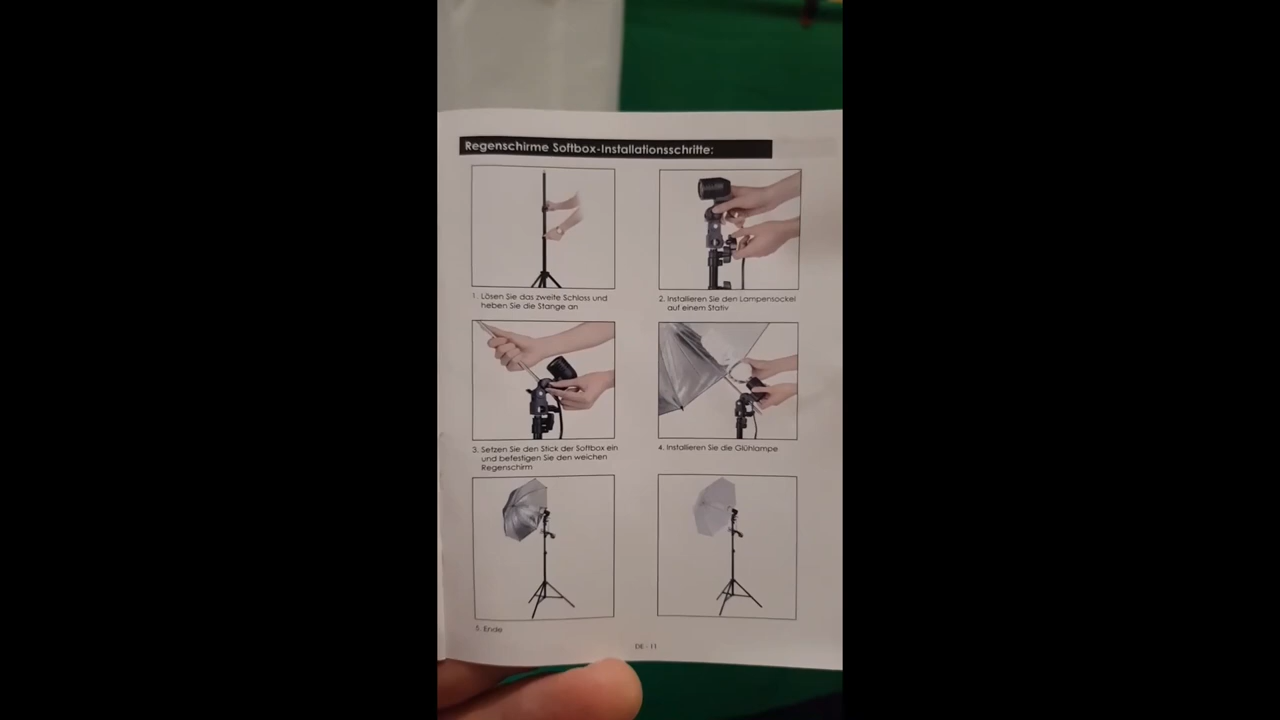 Regenschirme Softbox-Installationsschritte:
1. Lösen Sie das zweite Schloss und
heben Sie die Stange an
2. Installieren Sie den Lampensockel
auf einem Stativ
3. Setzen Sie den Stick der Softbox ein
und befestigen Sie den weichen
Regenschirm
4. Installieren Sie die Glühlampe
5. Ende
DE - 11